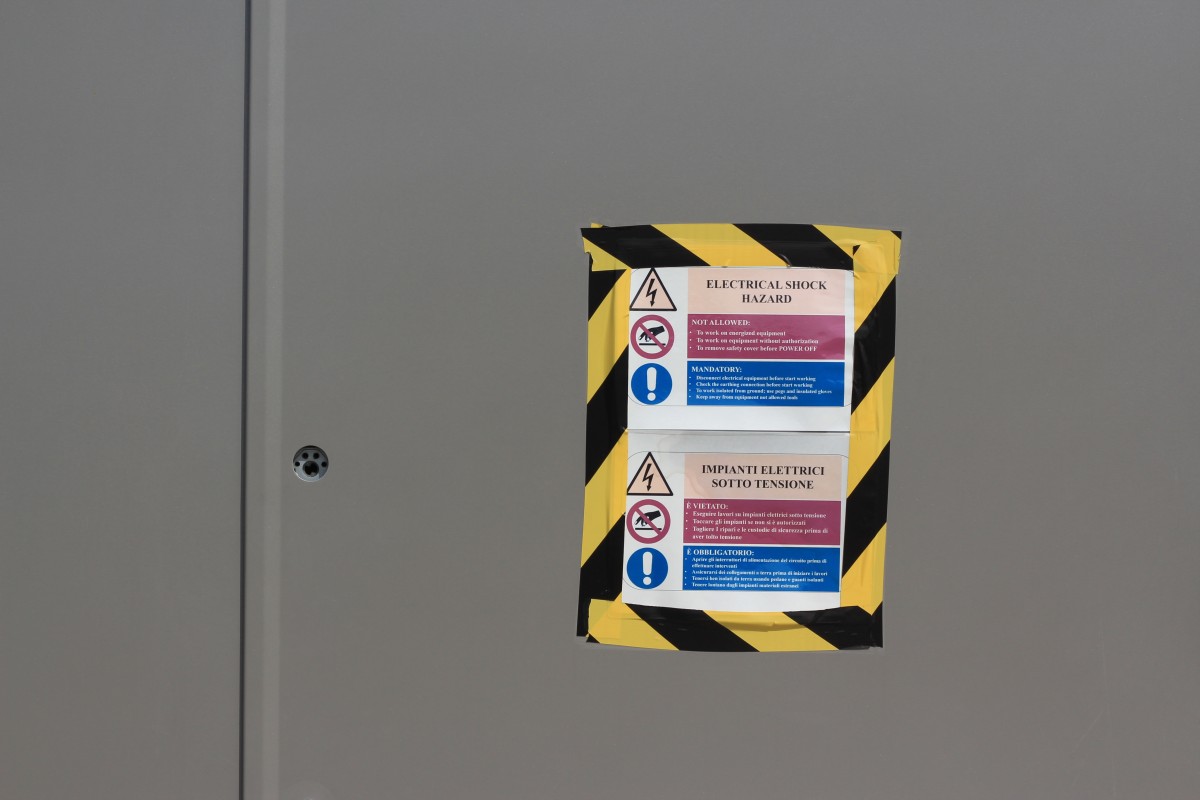 ELECTRICAL SHOCK
HAZARD
NOT ALLOWED:
• To work on energized equipment
• To work on equipment without authorization
• To remove safety cover before POWER OFF
MANDATORY:
• Disconnect electrical equipment before start working
• Check the earthing connection before start working
• To work isolated from ground; use pegs and insulated gloves
• Keep away from equipment not allowed tools
IMPIANTI ELETTRICI
SOTTO TENSIONE
È VIETATO:
• Eseguire lavori su impianti elettrici sotto tensione
• Toccare gli impianti se non si è autorizzati
• Togliere I ripari e le custodie di sicurezza prima di
aver tolto tensione
È OBBLIGATORIO:
• Aprire gli interruttori di alimentazione del circuito prima di
effettuare interventi
• Assicurarsi dei collegamenti a terra prima di iniziare i lavori
• Tenersi ben isolati da terra usando pedane e guanti isolanti
• Tenere lontano dagli impianti materiali estranei